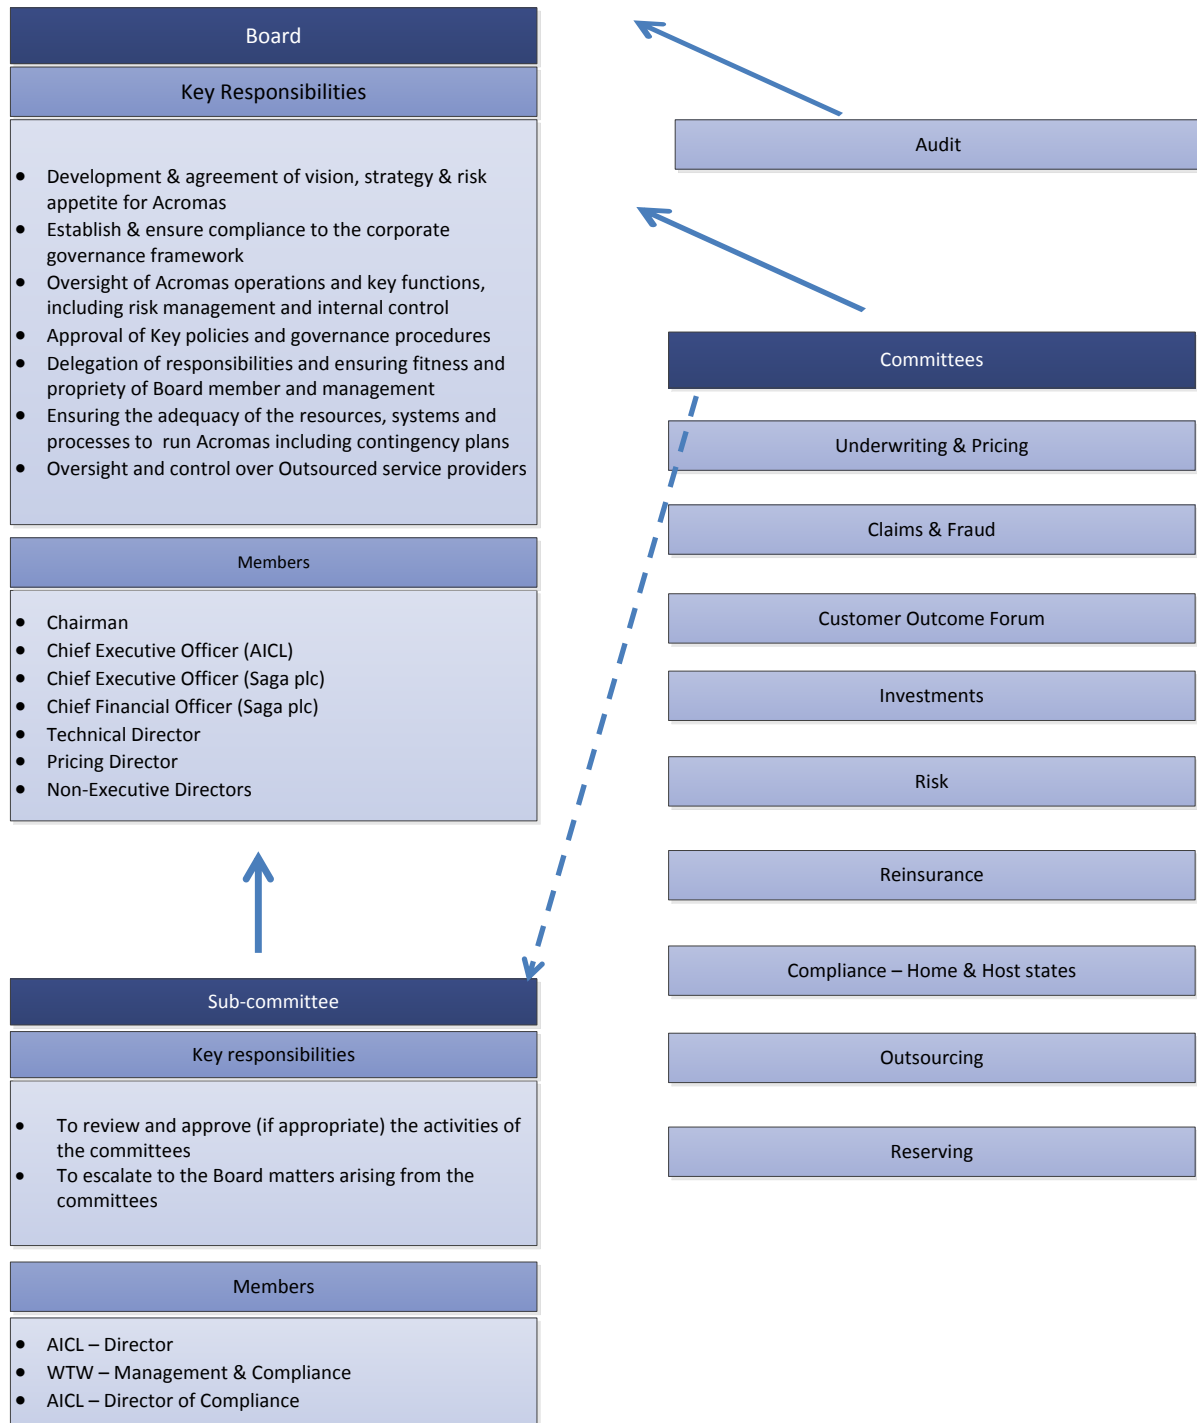 Board
Key Responsibilities
• Development & agreement of vision, strategy & risk
appetite for Acromas
• Establish & ensure compliance to the corporate
governance framework
• Oversight of Acromas operations and key functions,
including risk management and internal control
• Approval of Key policies and governance procedures
• Delegation of responsibilities and ensuring fitness and
propriety of Board member and management
• Ensuring the adequacy of the resources, systems and
processes to run Acromas including contingency plans
• Oversight and control over Outsourced service providers
Members
• Chairman
• Chief Executive Officer (AICL)
• Chief Executive Officer (Saga plc)
• Chief Financial Officer (Saga plc)
• Technical Director
• Pricing Director
• Non-Executive Directors
Sub-committee
Key responsibilities
• To review and approve (if appropriate) the activities of
the committees
• To escalate to the Board matters arising from the
committees
Members
• AICL – Director
• WTW – Management & Compliance
• AICL – Director of Compliance
Audit
Committees
Underwriting & Pricing
Claims & Fraud
Customer Outcome Forum
Investments
Risk
Reinsurance
Compliance – Home & Host states
Outsourcing
Reserving